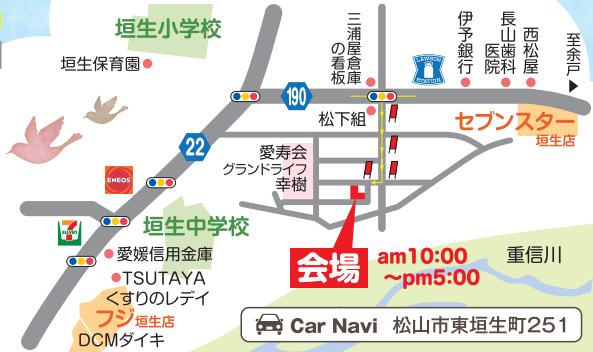 垣生小学校
垣生保育園
三浦屋倉庫
の看板
LAWSON
STATION
伊予銀行
長山歯科
医院
西松屋
至余戸
190
松下組
セブンスター
垣生店
22
愛寿会
グランドライフ
幸樹
ENEOS
7
ELEVEn
垣生中学校
愛媛信用金庫
TSUTAYA
くすりのレデイ
フジ垣生店
DCMダイキ
会場
am10:00
〜pm5:00
重信川
Car Navi 松山市東垣生町251